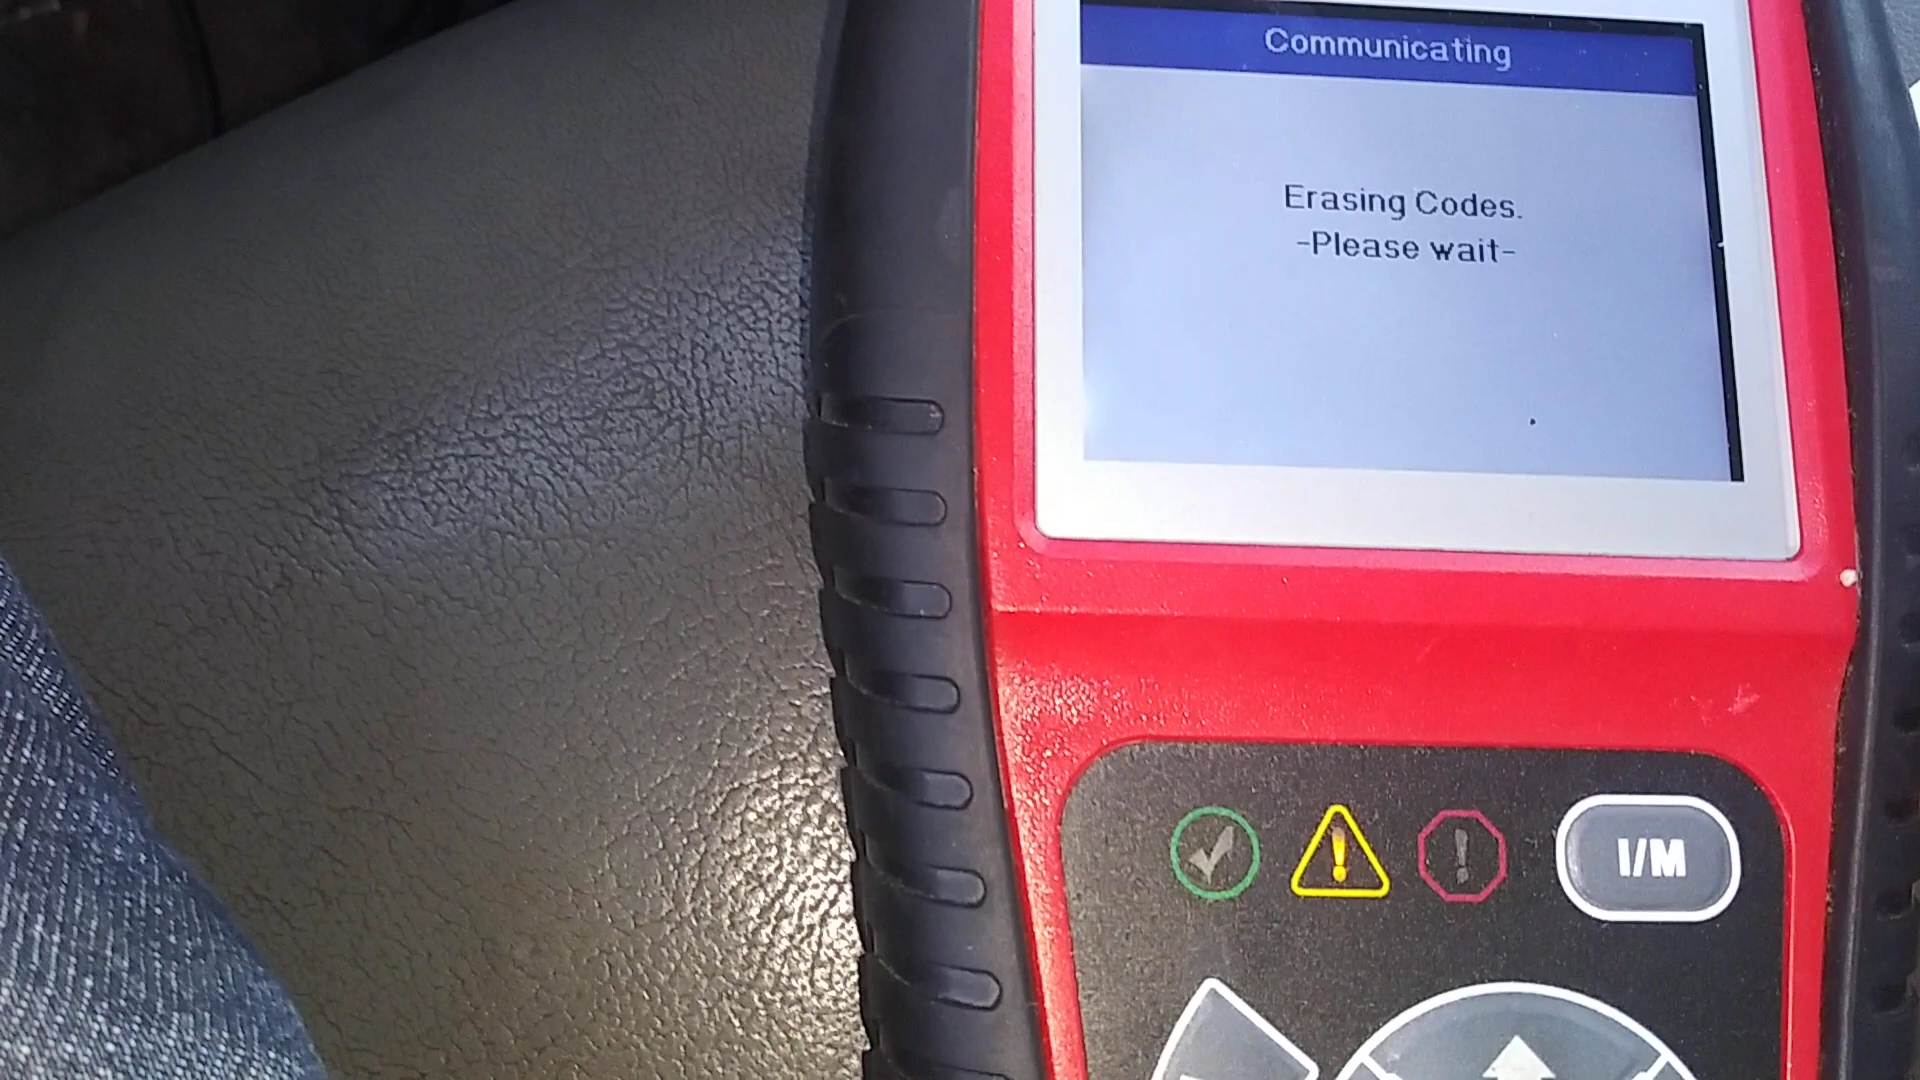 Communicating
Erasing Codes.
-Please wait-
I/M